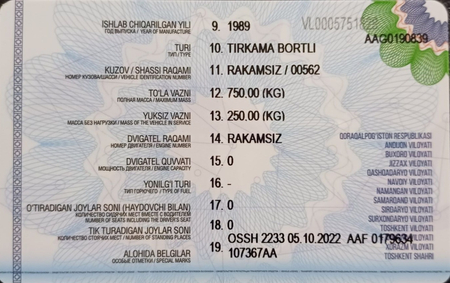 VL0005751823
AAG0190839
ISHLAB CHIQARILGAN YILI 9. 1989
ГОД ВЫПУСКА / YEAR OF MANUFACTURE
TURI 10. TIRKAMA BORTLI
ТИП / TYPE
KUZOV / SHASSI RAQAMI 11. RAKAMSIZ / 00562
НОМЕР КУЗОВА/ШАССИ / VEHICLE IDENTIFICATION NUMBER
TO'LA VAZNI 12. 750.00 (KG)
ПОЛНАЯ МАССА / MAXIMUM MASS
YUKSIZ VAZNI 13. 250.00 (KG)
МАССА БЕЗ НАГРУЗКИ / MASS OF THE VEHICLE IN SERVICE
DVIGATEL RAQAMI 14. RAKAMSIZ
НОМЕР ДВИГАТЕЛЯ / ENGINE NUMBER
DVIGATEL QUVVATI 15. 0
МОЩНОСТЬ ДВИГАТЕЛЯ / ENGINE CAPACITY
YONILG'I TURI 16. -
ТИП ГОРЮЧЕГО / TYPE OF FUEL
O'TIRADIGAN JOYLAR SONI (HAYDOVCHI BILAN) 17. 0
КОЛИЧЕСТВО СИДЯЧИХ МЕСТ ВМЕСТЕ С ВОДИТЕЛЕМ
NUMBER OF SEATS INCLUDING THE DRIVER'S SEAT
TIK TURADIGAN JOYLAR SONI 18. 0
КОЛИЧЕСТВО СТОЯЧИХ МЕСТ / NUMBER OF STANDING PLACES
ALOHIDA BELGILAR 19. OSSH 2233 05.10.2022 AAF 0179634
107367AA
ОСОБЫЕ ОТМЕТКИ / SPECIAL MARKS
QORAQALPOG'ISTON RESPUBLIKASI
ANDIJON VILOYATI
BUXORO VILOYATI
JIZZAX VILOYATI
QASHQADARYO VILOYATI
NAVOIY VILOYATI
NAMANGAN VILOYATI
SAMARQAND VILOYATI
SIRDARYO VILOYATI
SURXONDARYO VILOYATI
TOSHKENT VILOYATI
VILOYATI
XORAZM VILOYATI
TOSHKENT SHAHRI